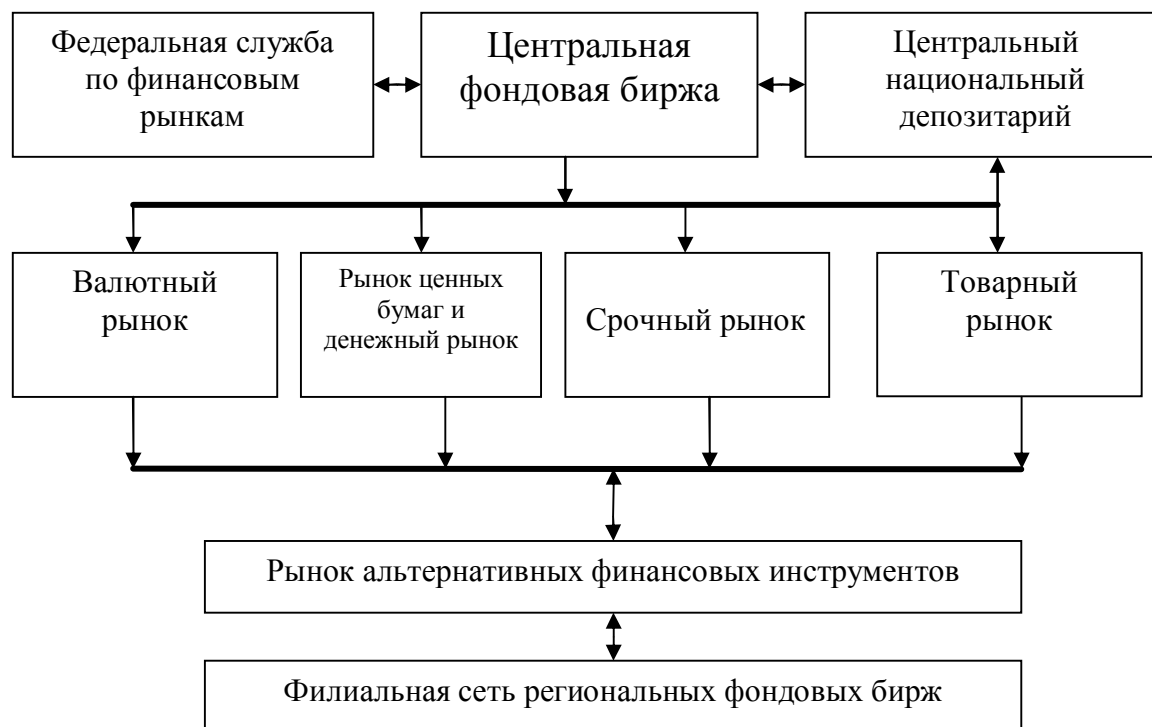 Федеральная служба
по финансовым
рынкам
Центральная
фондовая биржа
Центральный
национальный
депозитарий
Валютный
рынок
Рынок ценных
бумаг и
денежный рынок
Срочный рынок
Товарный
рынок
Рынок альтернативных финансовых инструментов
Филиальная сеть региональных фондовых бирж